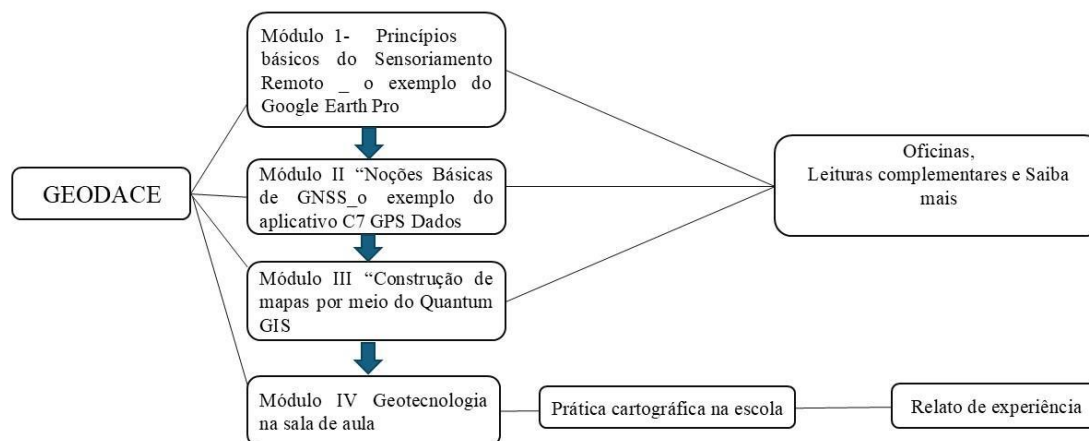 GEODACE
Módulo 1- Princípios
básicos do Sensoriamento
Remoto _ o exemplo do
Google Earth Pro
Módulo II “Noções Básicas
de GNSS_o exemplo do
aplicativo C7 GPS Dados
Módulo III “Construção de
mapas por meio do Quantum
GIS
Módulo IV Geotecnologia
na sala de aula
Oficinas,
Leituras complementares e Saiba
mais
Prática cartográfica na escola
Relato de experiência